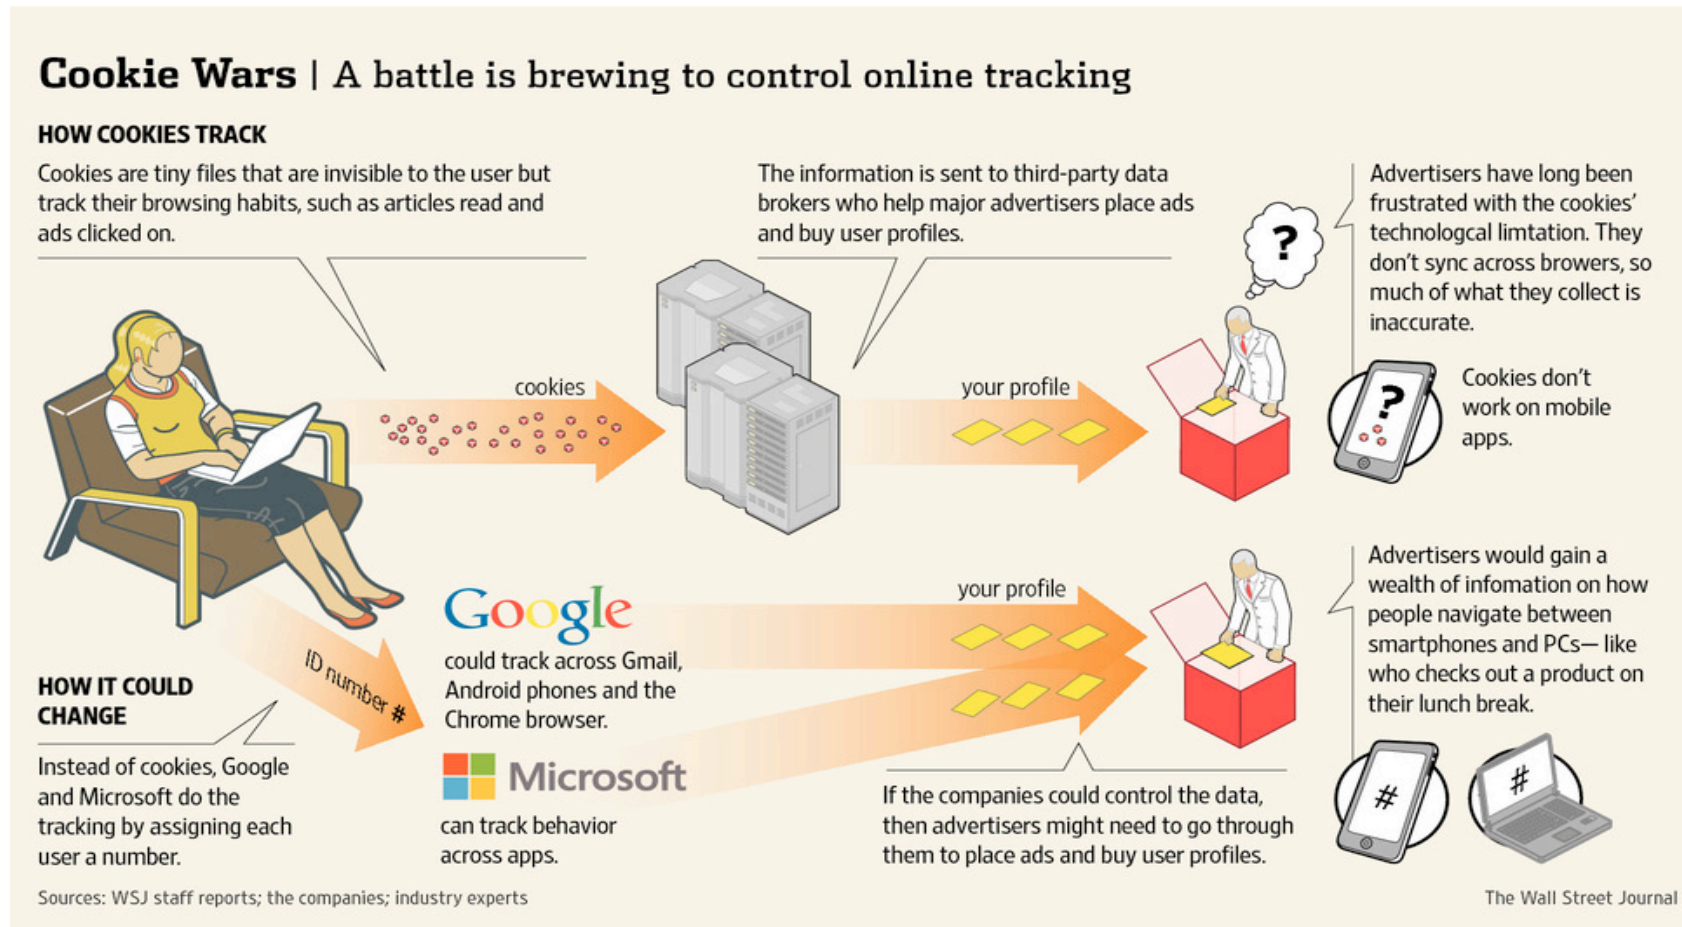 Cookie Wars | A battle is brewing to control online tracking
HOW COOKIES TRACK
Cookies are tiny files that are invisible to the user but
track their browsing habits, such as articles read and
ads clicked on.
The information is sent to third-party data
brokers who help major advertisers place ads
and buy user profiles.
?
Advertisers have long been
frustrated with the cookies'
technologcal limtation. They
don't sync across browers, so
much of what they collect is
inaccurate.
cookies
your profile
?
Cookies don't
work on mobile
apps.
HOW IT COULD
CHANGE
Instead of cookies, Google
and Microsoft do the
tracking by assigning each
user a number.
ID number #
Google
could track across Gmail,
Android phones and the
Chrome browser.
Microsoft
can track behavior
across apps.
your profile
If the companies could control the data,
then advertisers might need to go through
them to place ads and buy user profiles.
Advertisers would gain a
wealth of infomation on how
people navigate between
smartphones and PCs— like
who checks out a product on
their lunch break.
#
#
Sources: WSJ staff reports; the companies; industry experts
The Wall Street Journal